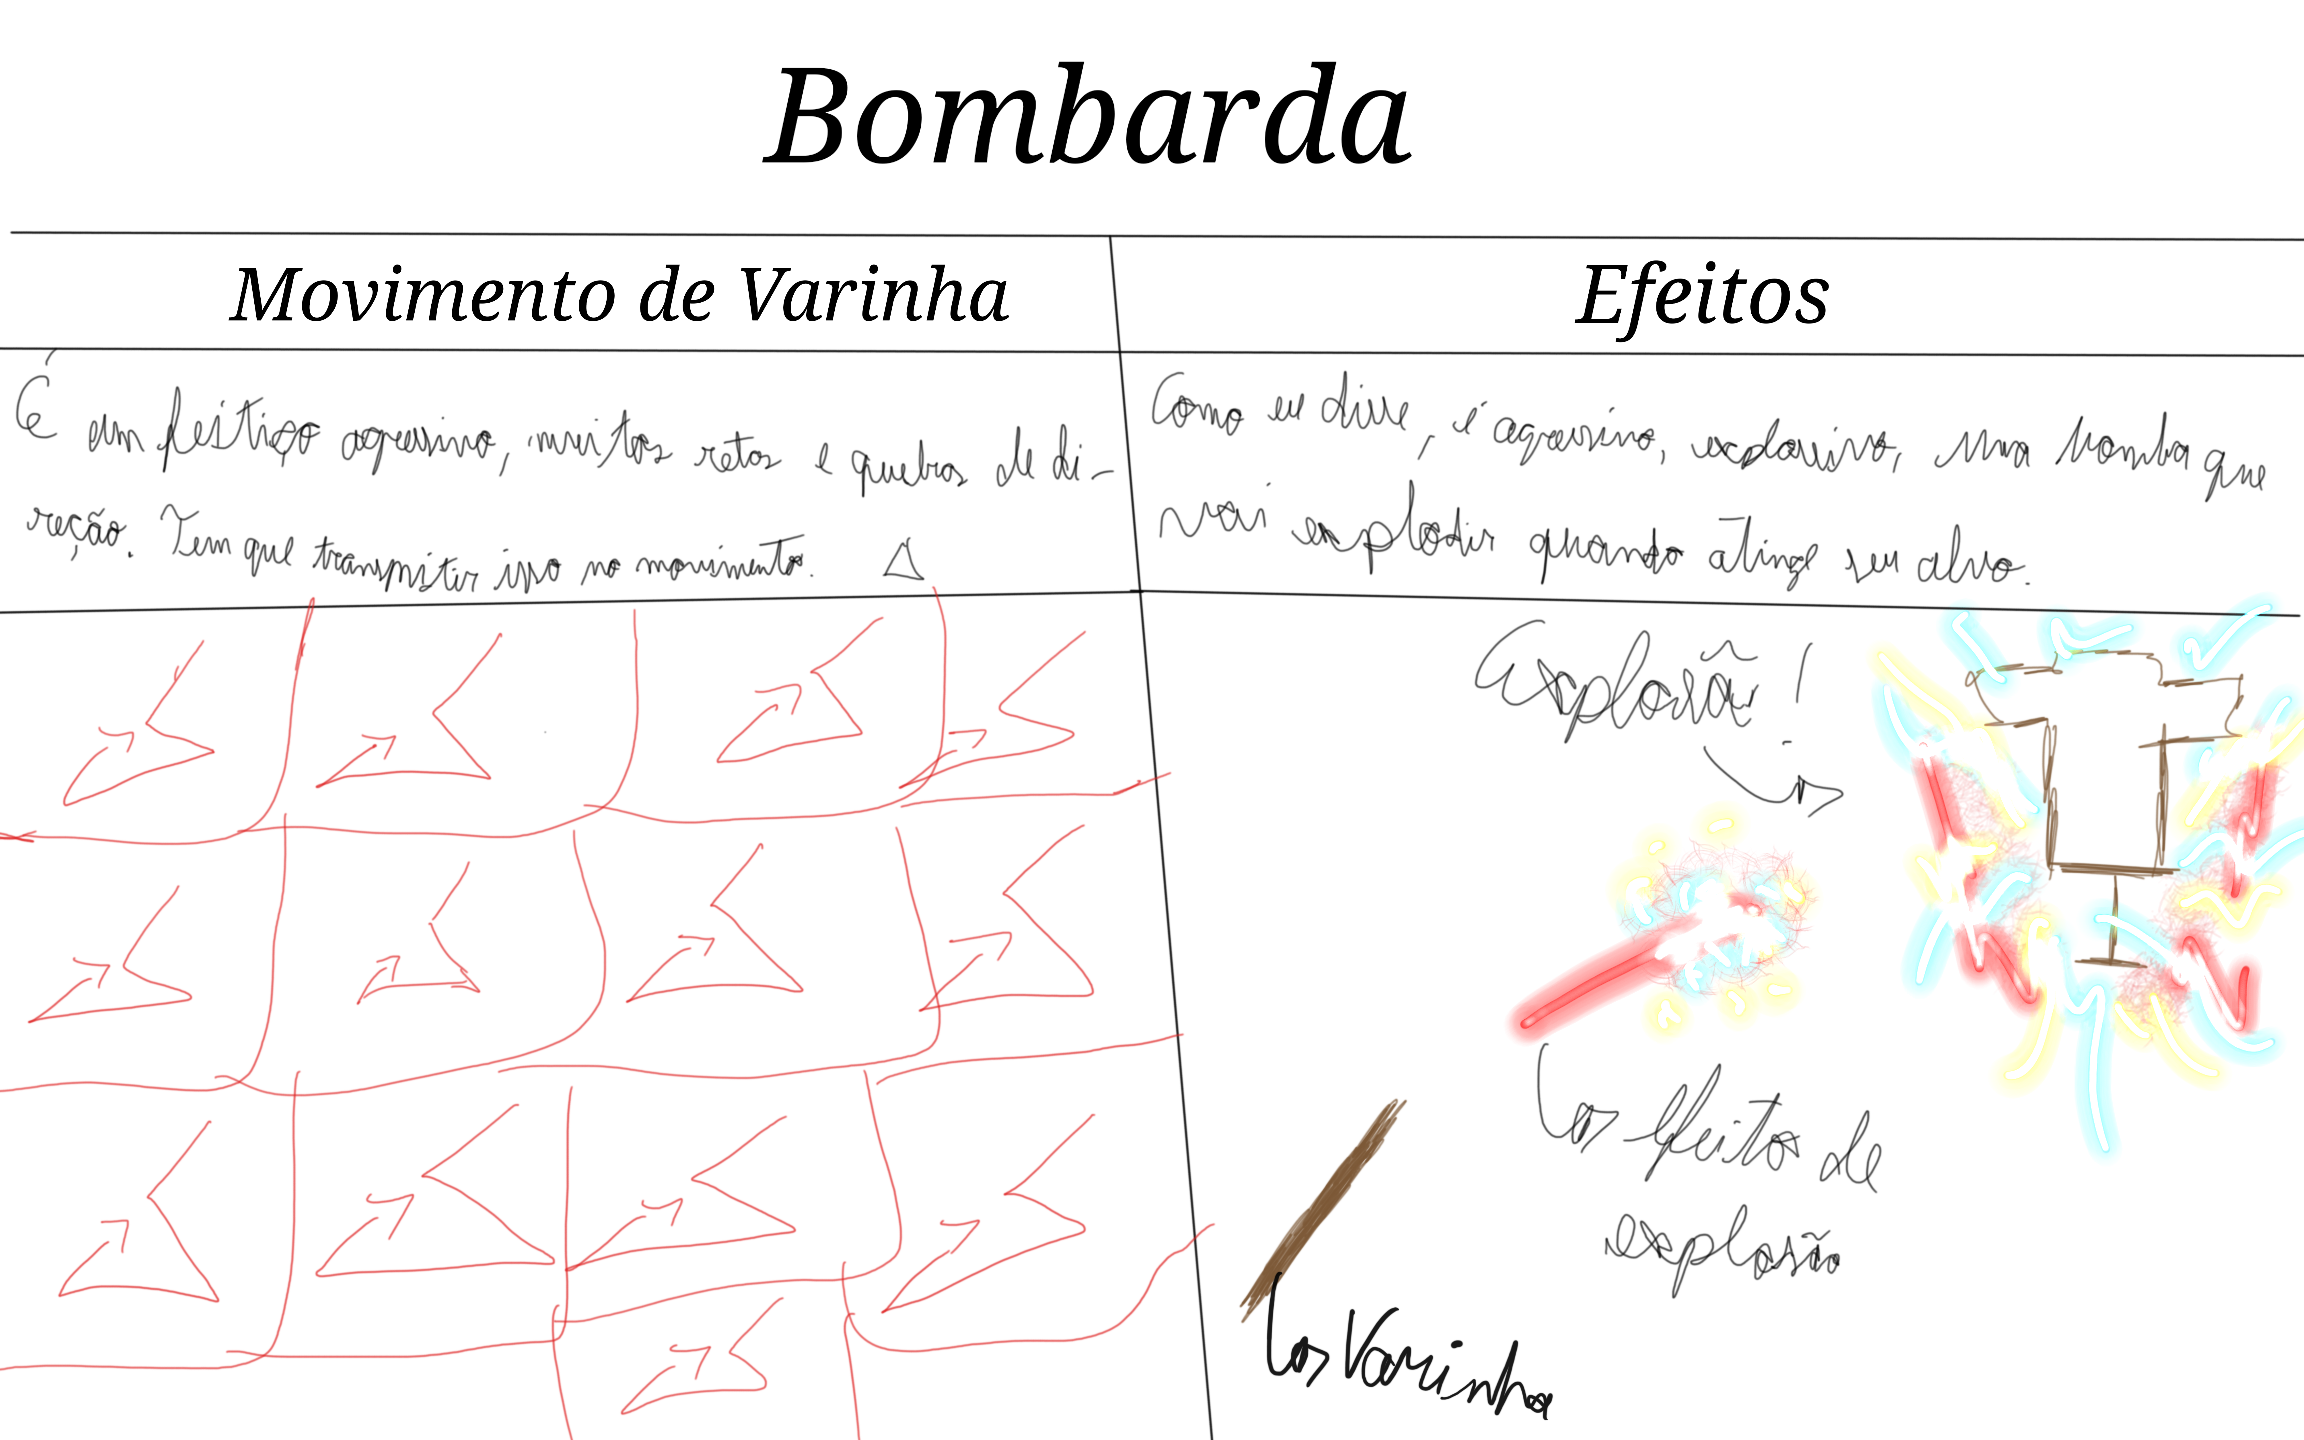 Bombarda
Movimento de Varinha
Efeitos
É um feitiço agressivo, muitos retos e quebras de di-
reção. Tem que transmitir isso no movimento.
Como eu disse, é agressivo, explosivo, uma bomba que
vai explodir quando atinge seu alvo.
Explosão!
efeitos de
explosão
Varinha